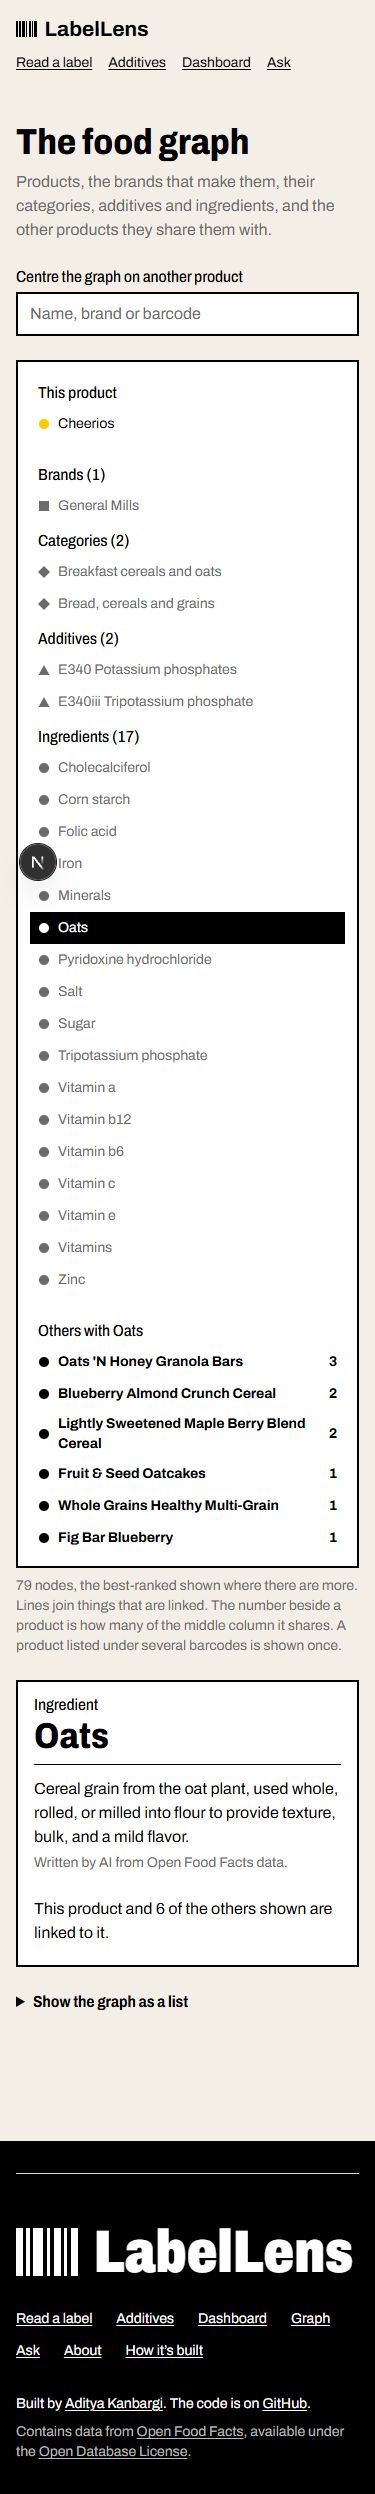 LabelLens
Read a label Additives Dashboard Ask
The food graph
Products, the brands that make them, their
categories, additives and ingredients, and the
other products they share them with.
Centre the graph on another product
Name, brand or barcode
This product
Cheerios
Brands (1)
General Mills
Categories (2)
Breakfast cereals and oats
Bread, cereals and grains
Additives (2)
E340 Potassium phosphates
E340iii Tripotassium phosphate
Ingredients (17)
Cholecalciferol
Corn starch
Folic acid
N
Iron
Minerals
Oats
Pyridoxine hydrochloride
Salt
Sugar
Tripotassium phosphate
Vitamin a
Vitamin b12
Vitamin b6
Vitamin c
Vitamin e
Vitamins
Zinc
Others with Oats
Oats 'N Honey Granola Bars 3
Blueberry Almond Crunch Cereal 2
Lightly Sweetened Maple Berry Blend
Cereal 2
Fruit & Seed Oatcakes 1
Whole Grains Healthy Multi-Grain 1
Fig Bar Blueberry 1
79 nodes, the best-ranked shown where there are more.
Lines join things that are linked. The number beside a
product is how many of the middle column it shares. A
product listed under several barcodes is shown once.
Ingredient
Oats
Cereal grain from the oat plant, used whole,
rolled, or milled into flour to provide texture,
bulk, and a mild flavor.
Written by AI from Open Food Facts data.
This product and 6 of the others shown are
linked to it.
Show the graph as a list
LabelLens
Read a label Additives Dashboard Graph
Ask About How it's built
Built by Aditya Kanbargi. The code is on GitHub.
Contains data from Open Food Facts, available under
the Open Database License.